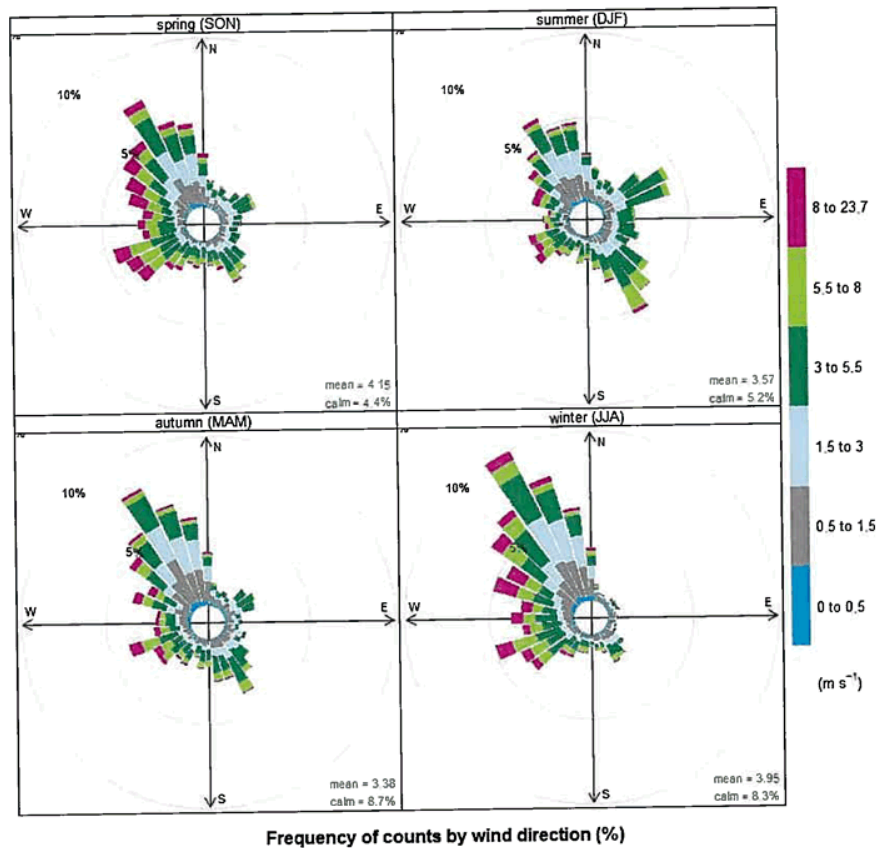 spring (SON)
N
10%
5%
W
E
S
mean = 4.15
calm = 4.4%
summer (DJF)
N
10%
5%
W
E
S
mean = 3.57
calm = 5.2%
autumn (MAM)
N
10%
5%
W
E
S
mean = 3.38
calm = 8.7%
winter (JJA)
N
10%
5%
W
E
S
mean = 3.95
calm = 8.3%
8 to 23.7
5.5 to 8
3 to 5.5
1.5 to 3
0.5 to 1.5
0 to 0.5
(m s⁻¹)
Frequency of counts by wind direction (%)